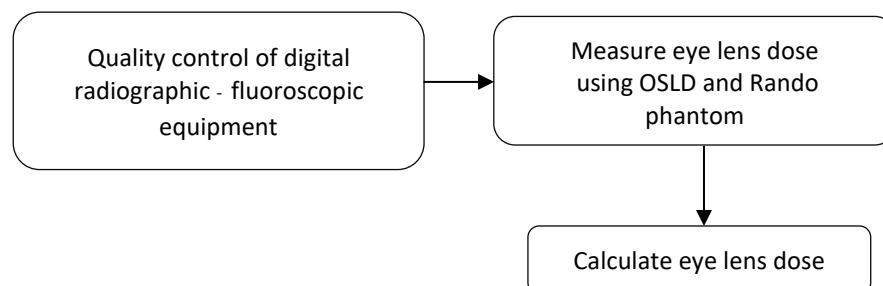 Quality control of digital
radiographic - fluoroscopic
equipment
Measure eye lens dose
using OSLD and Rando
phantom
Calculate eye lens dose